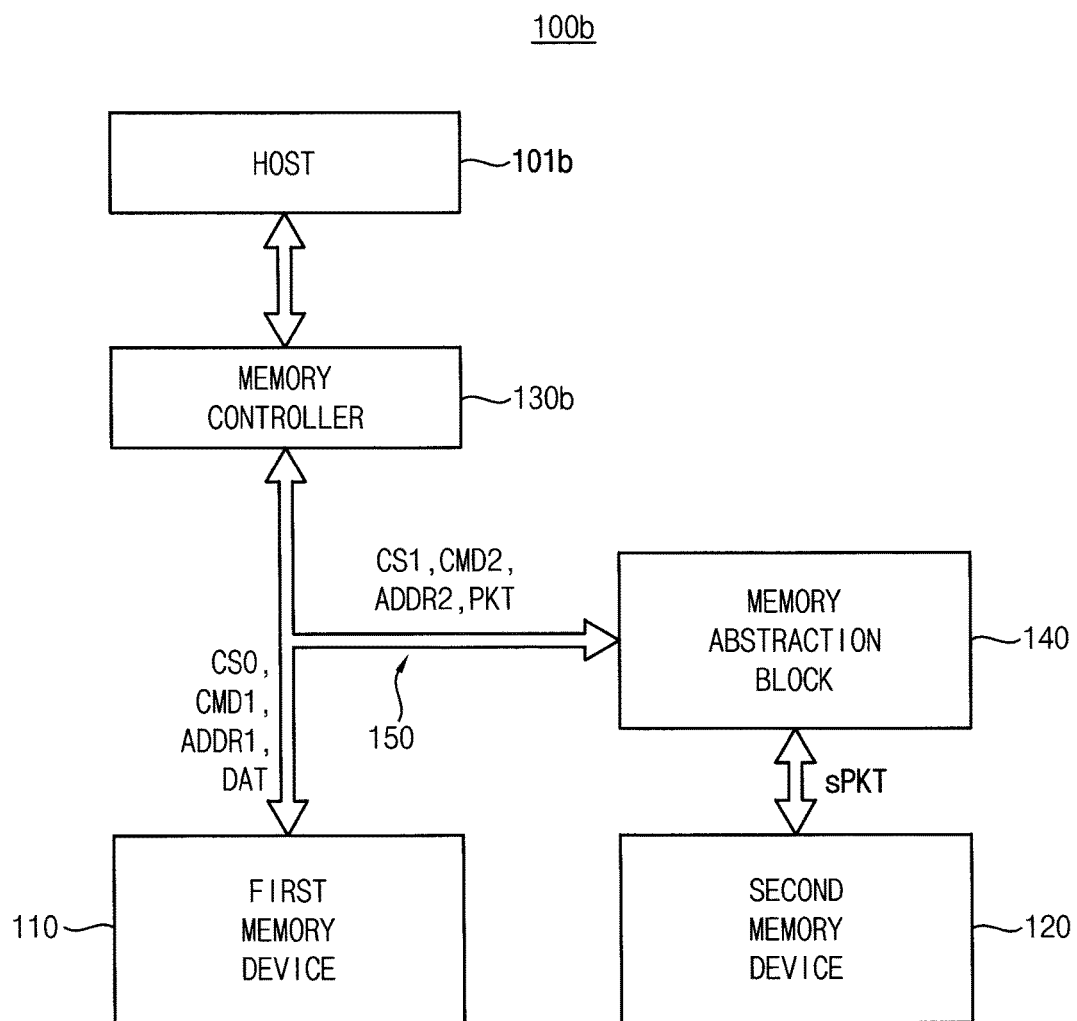 100b
HOST
101b
MEMORY
CONTROLLER
130b
CS1,CMD2,
ADDR2,PKT
MEMORY
ABSTRACTION
BLOCK
140
CS0,
CMD1,
ADDR1,
DAT
150
sPKT
110
FIRST
MEMORY
DEVICE
SECOND
MEMORY
DEVICE
120